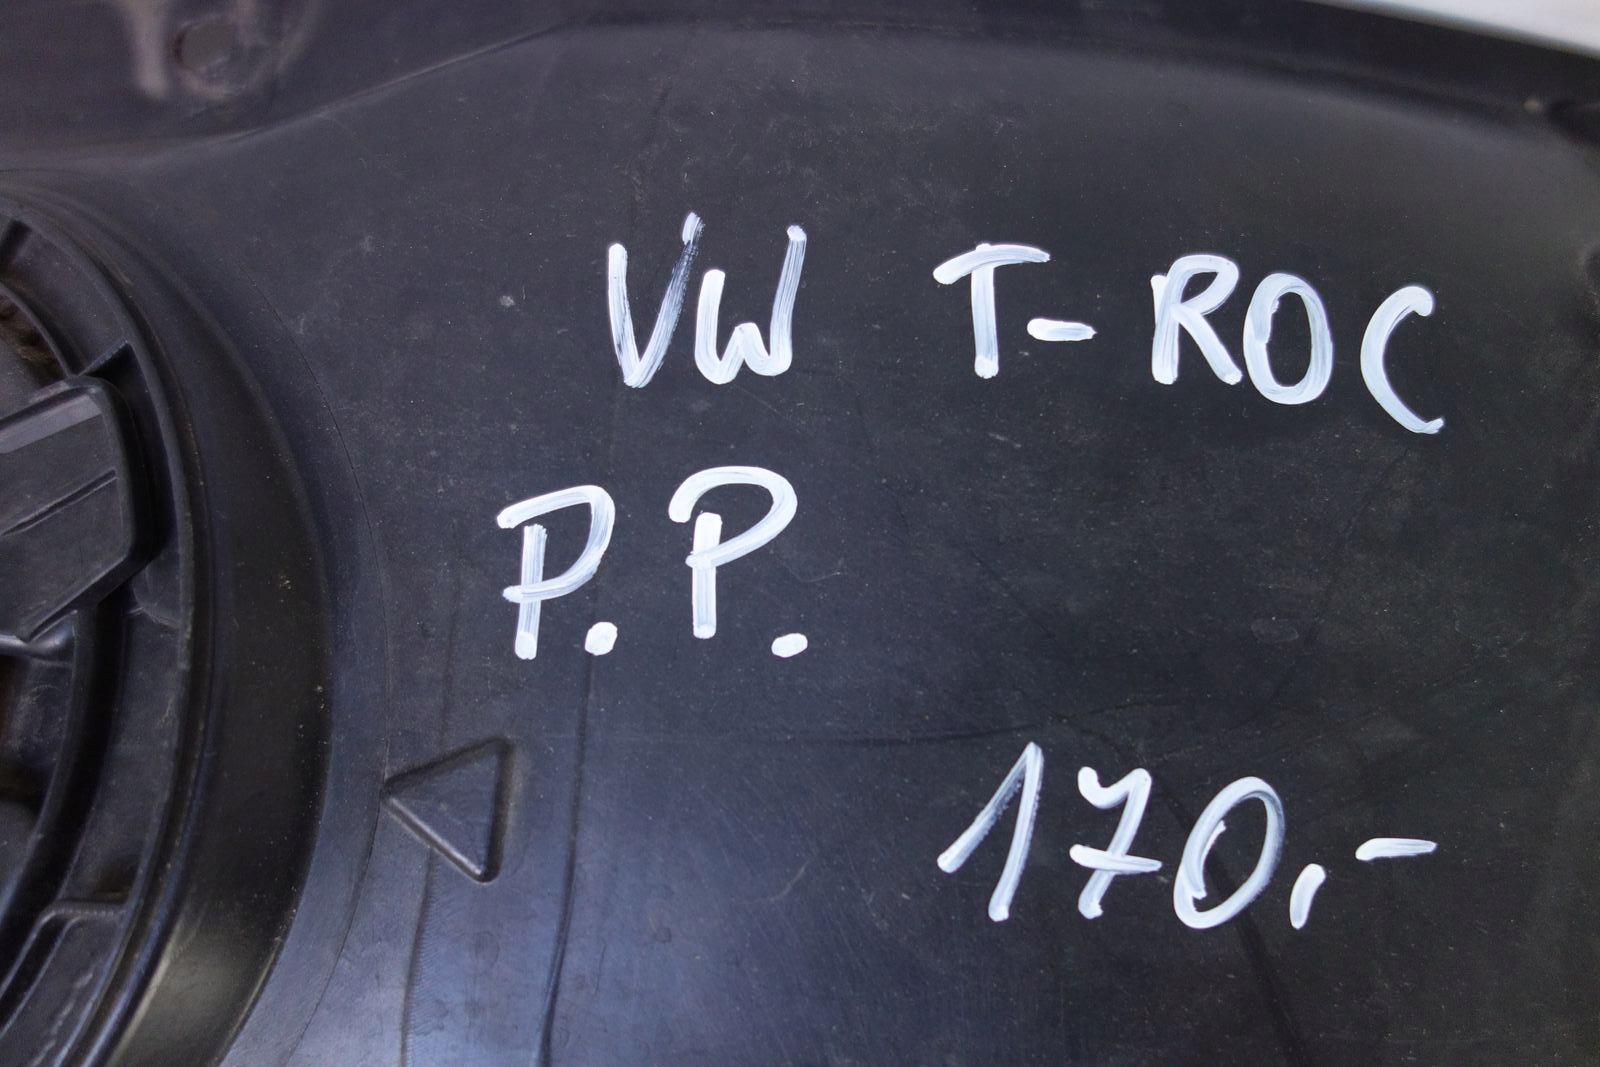 VW T-ROC
P.P.
170,-